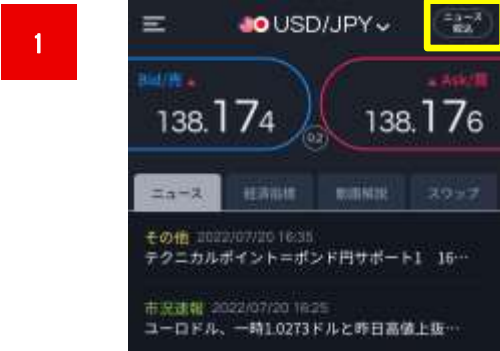 1
USD/JPY
ニュース
絞込
Bid/売
Ask/買
138.174
0.2
138.176
ニュース 経済指標 動画解説 スワップ
その他 2022/07/20 16:35
テクニカルポイント=ポンド円サポート1 16…
市況速報 2022/07/20 16:25
ユーロドル、一時1.0273ドルと昨日高値上抜…